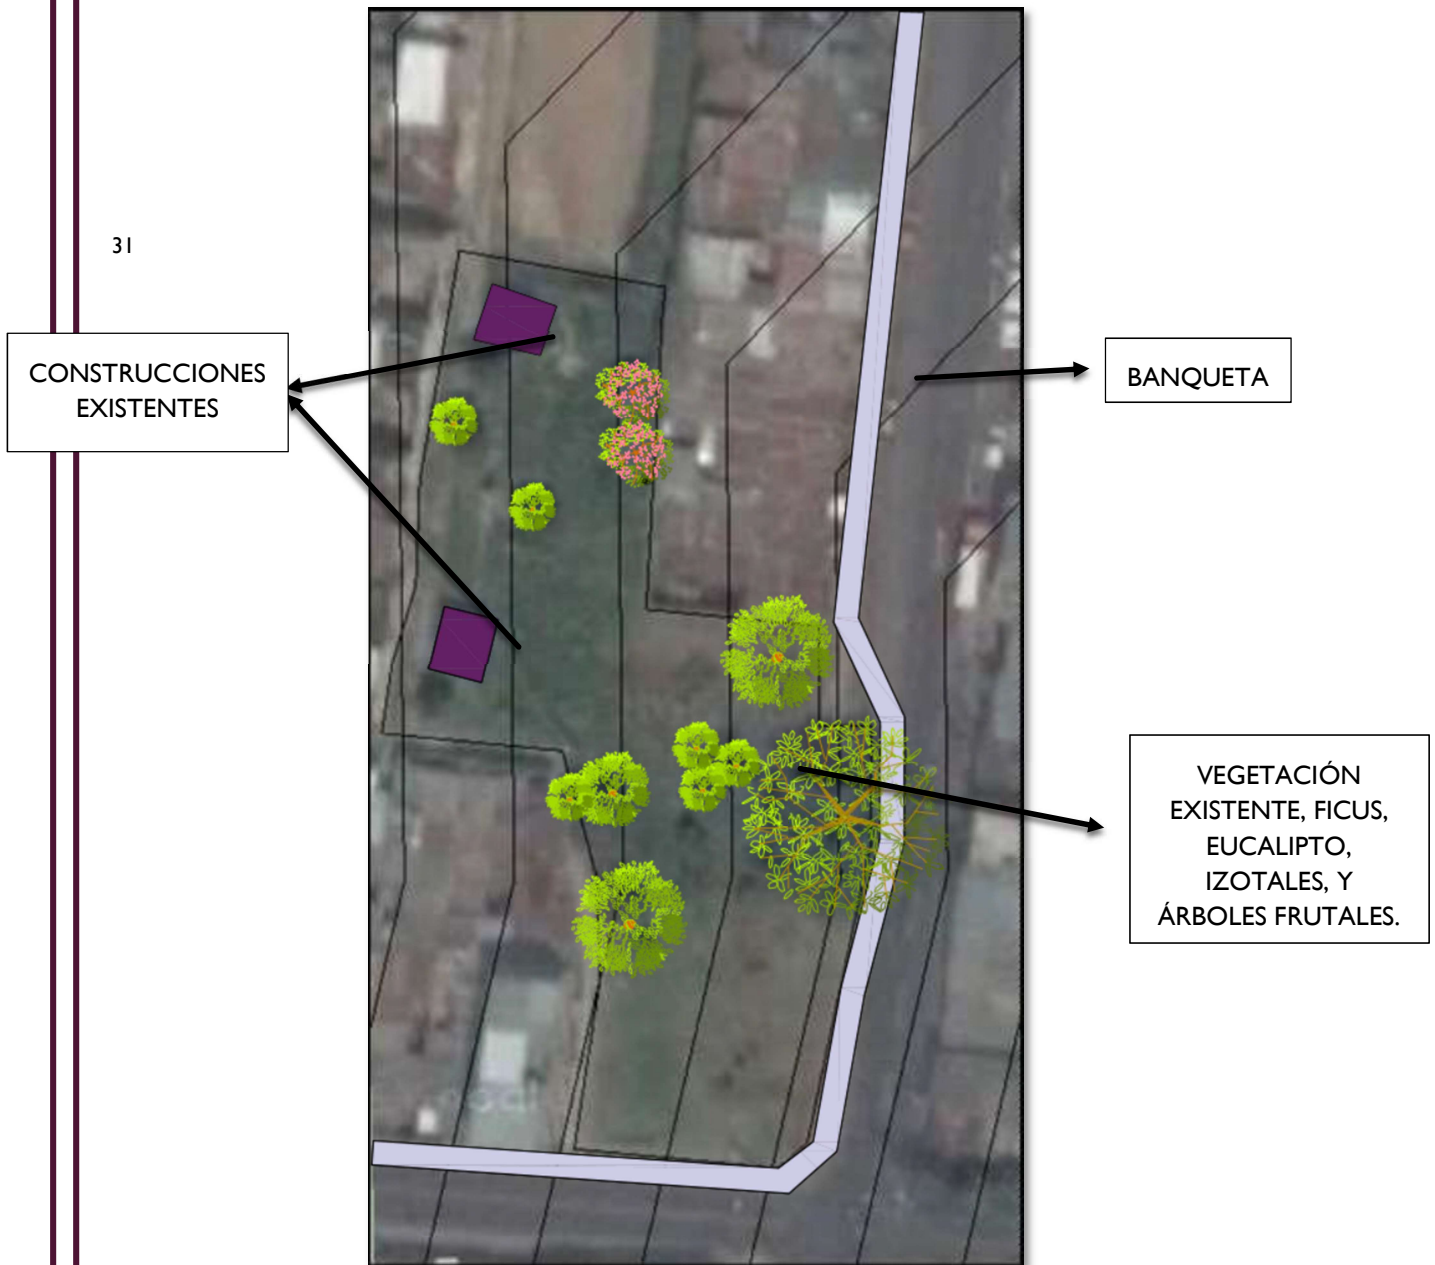 31
CONSTRUCCIONES
EXISTENTES
BANQUETA
VEGETACIÓN
EXISTENTE, FICUS,
EUCALIPTO,
IZOTALES, Y
ÁRBOLES FRUTALES.